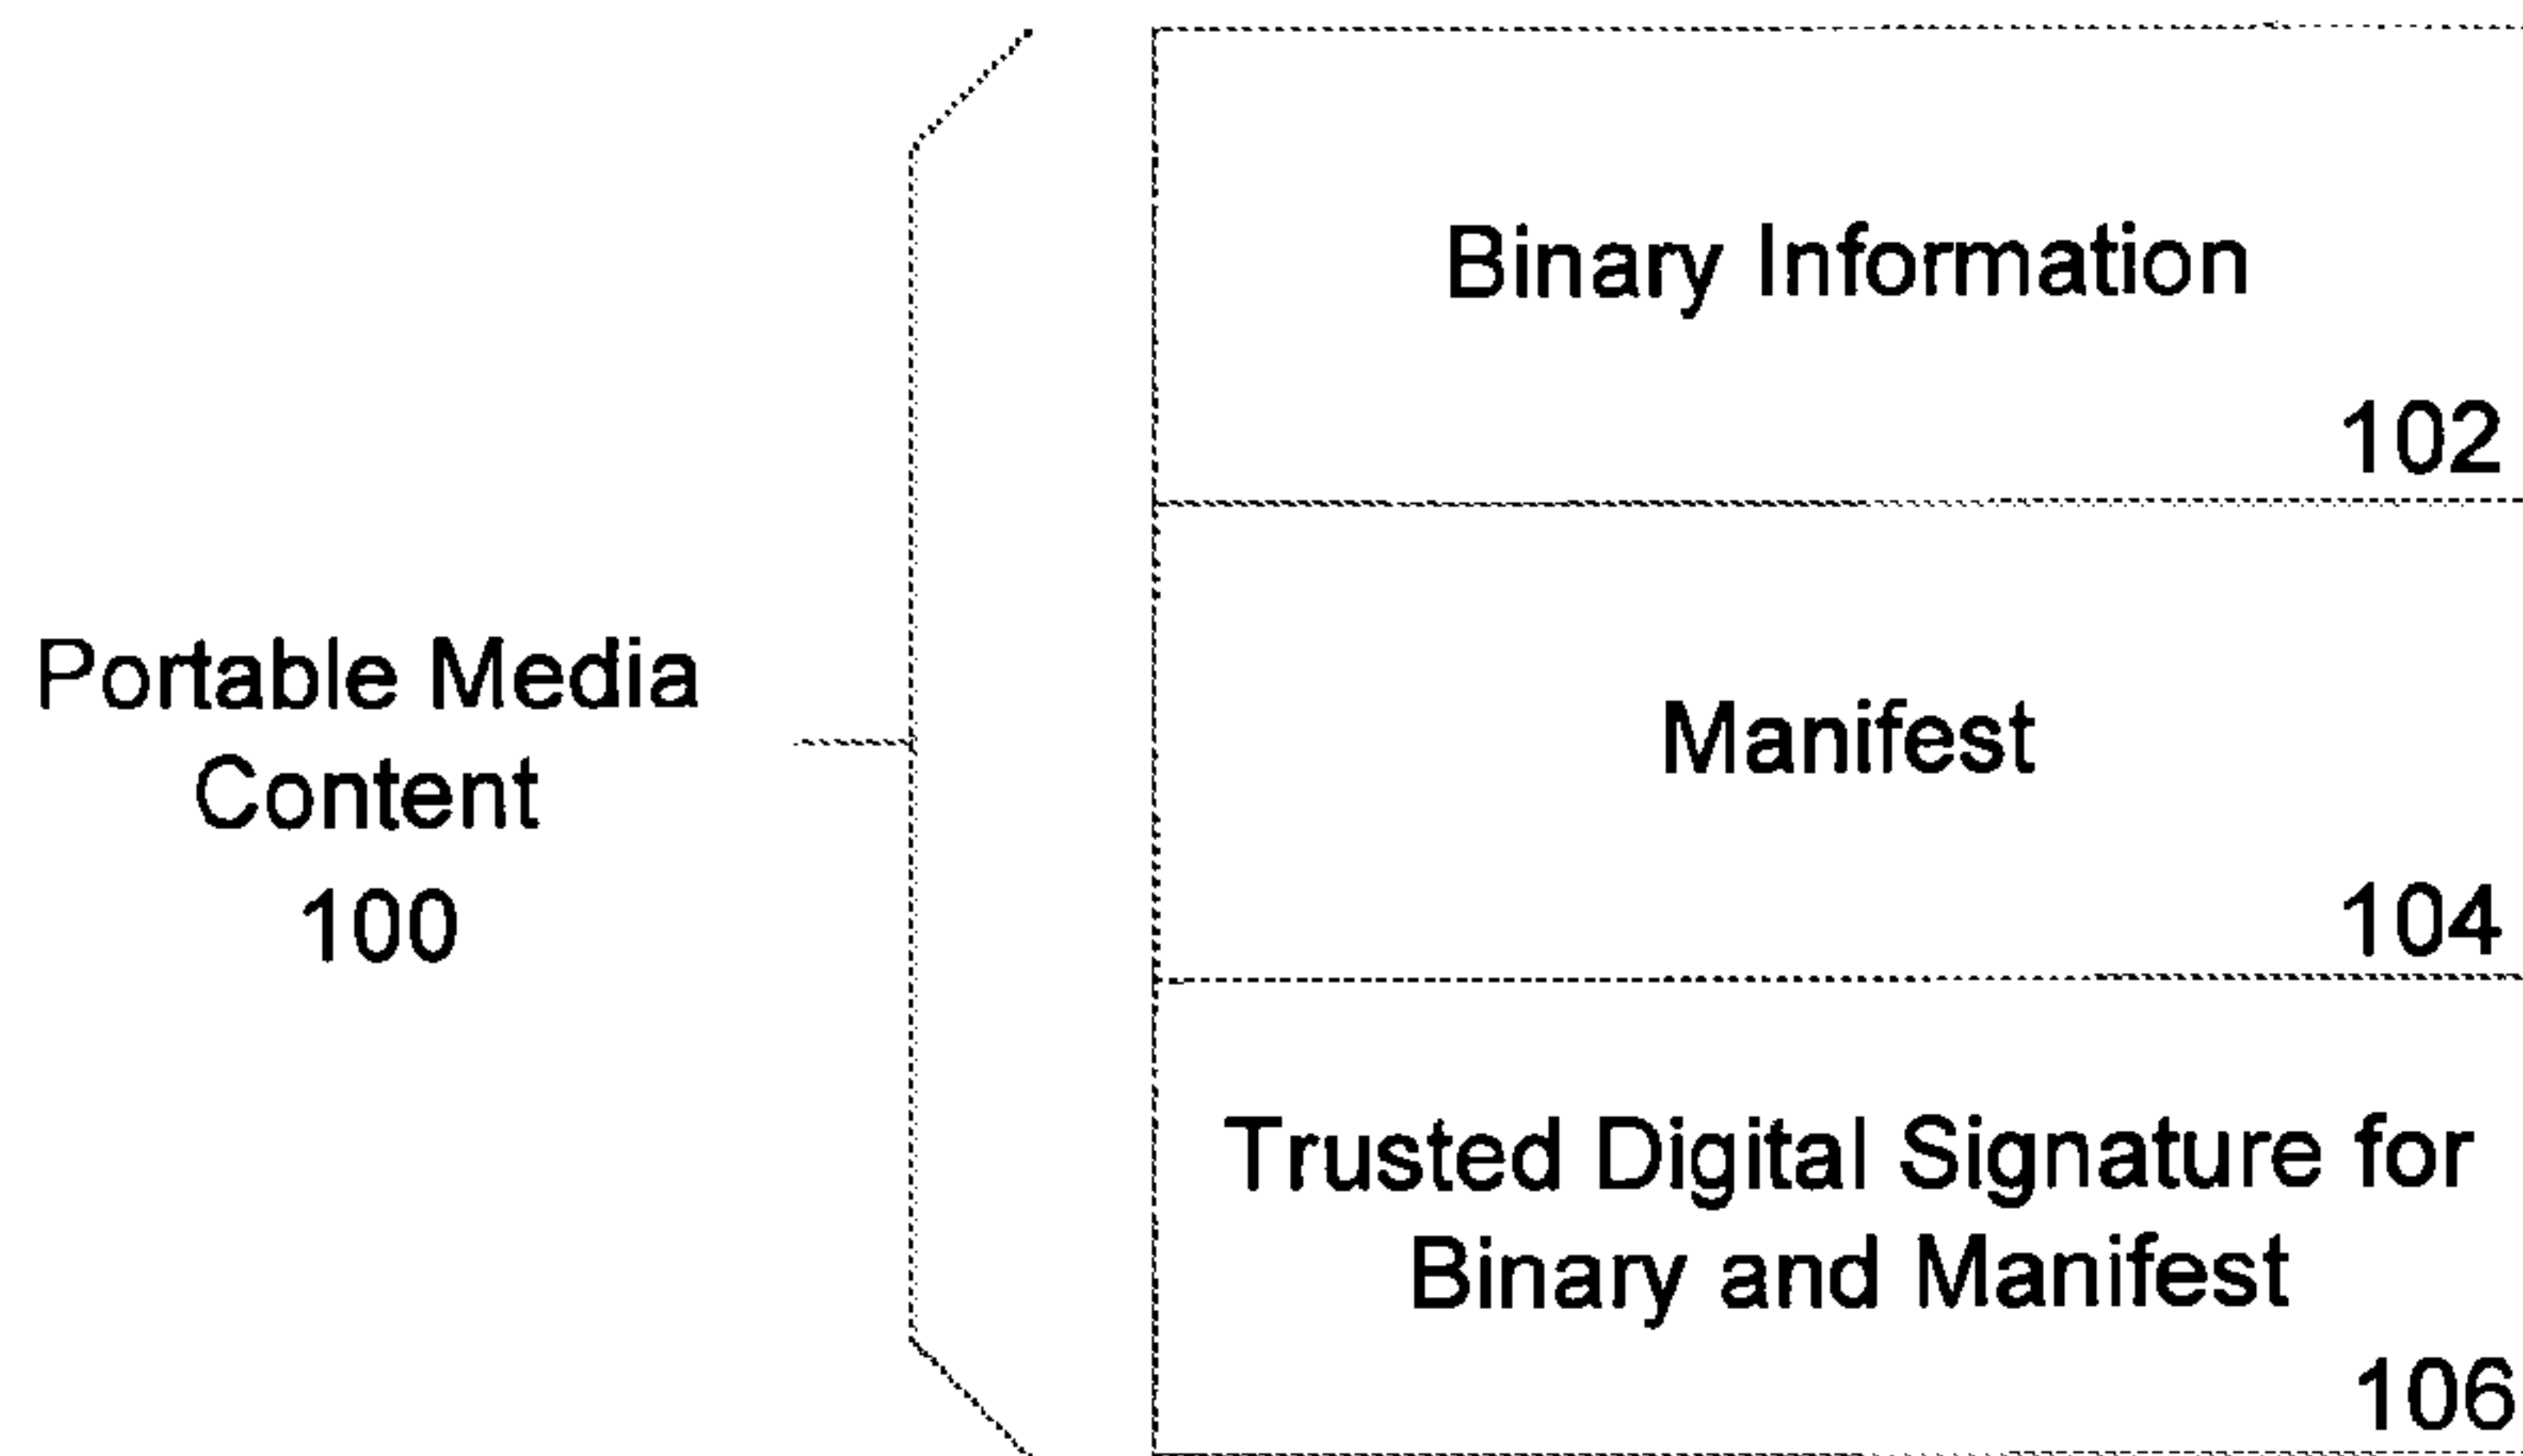 Portable Media
Content
100
Binary Information
102
Manifest
104
Trusted Digital Signature for
Binary and Manifest
106